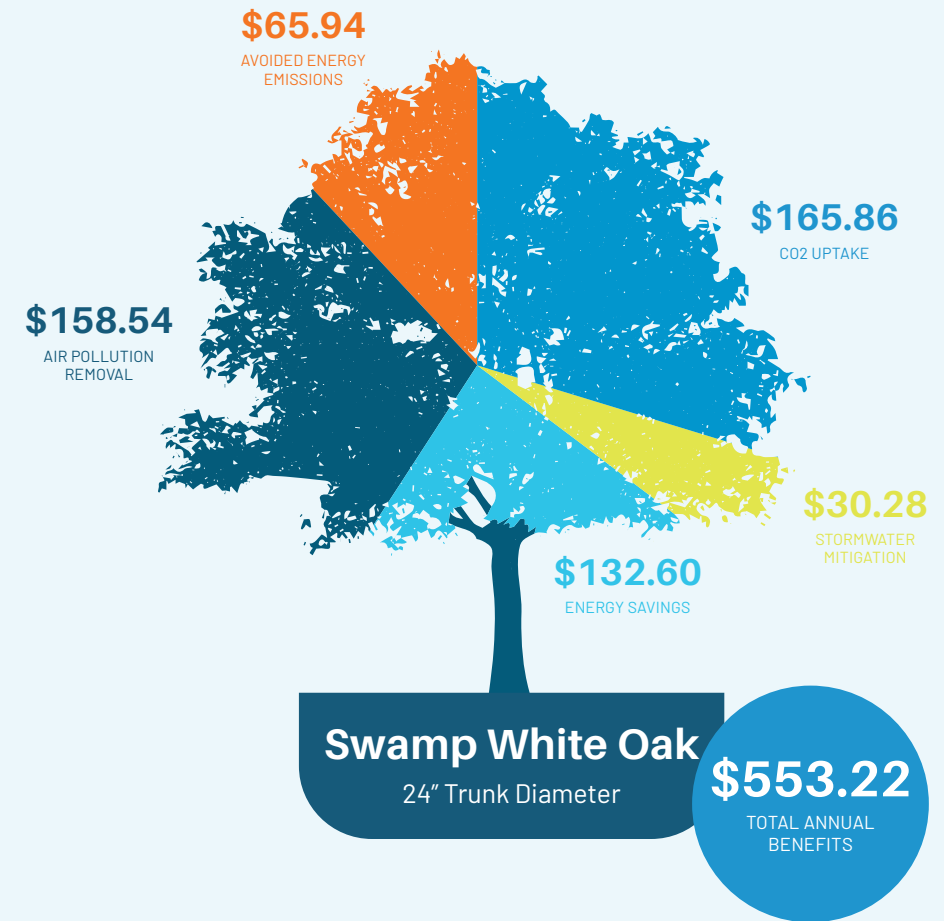 $65.94
AVOIDED ENERGY
EMISSIONS
$165.86
CO2 UPTAKE
$158.54
AIR POLLUTION
REMOVAL
$30.28
STORMWATER
MITIGATION
$132.60
ENERGY SAVINGS
Swamp White Oak
24” Trunk Diameter
$553.22
TOTAL ANNUAL
BENEFITS